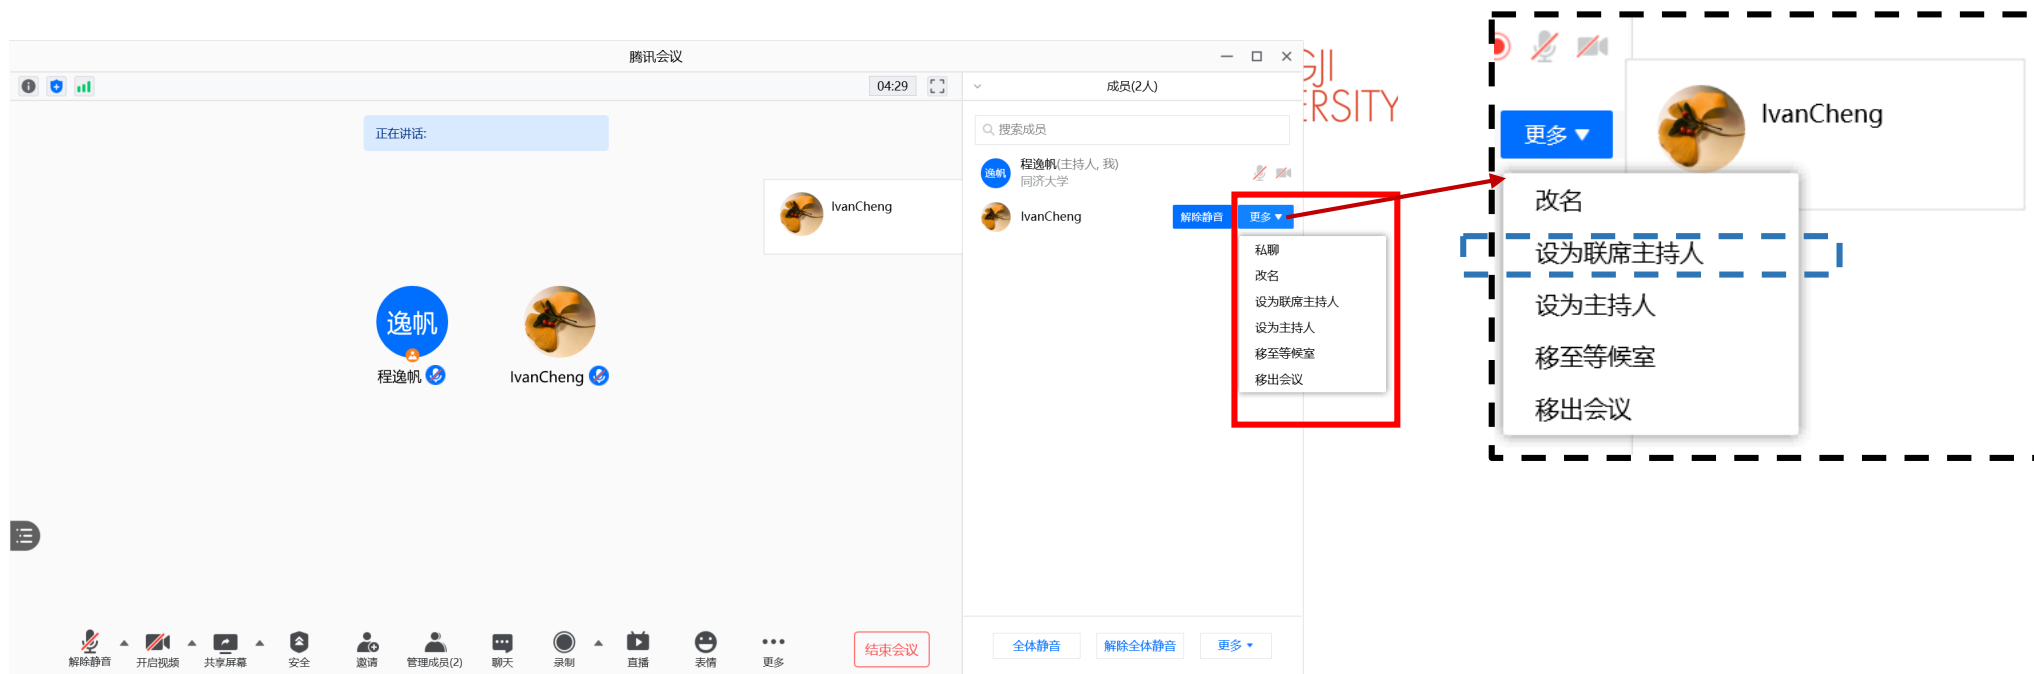 腾讯会议
04:29
成员(2人)
正在讲话:
搜索成员
逸帆
程逸帆(主持人, 我)
同济大学
IvanCheng
IvanCheng
解除静音
更多
私聊
改名
设为联席主持人
设为主持人
移至等候室
移出会议
逸帆
程逸帆
IvanCheng
解除静音
开启视频
共享屏幕
安全
邀请
管理成员(2)
聊天
录制
直播
表情
更多
结束会议
全体静音
解除全体静音
更多
GJI
ERSITY
更多
IvanCheng
改名
设为联席主持人
设为主持人
移至等候室
移出会议